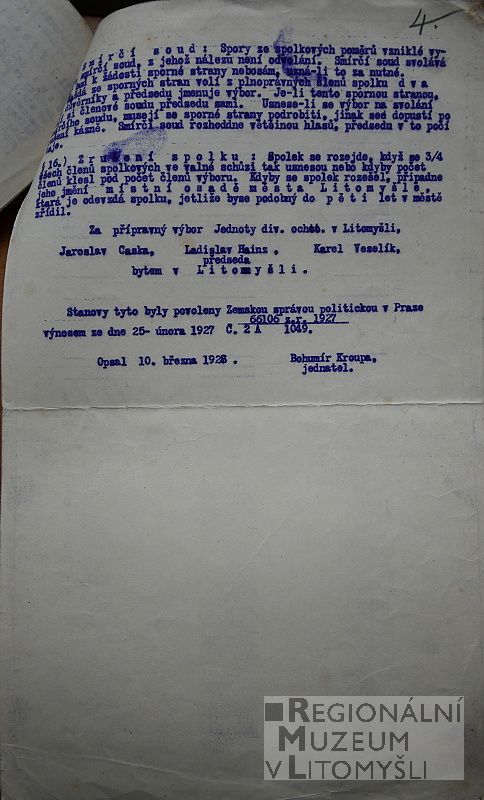 4.
Smírčí soud: Spory ze spolkových poměrů vzniklé vy-
smírčí soud, z jehož nálezu není odvolání. Smírčí soud svolává
k žádosti sporné strany nebosám, uzná-li to za nutné.
ze sporných stran volí z plnoprávných členů spolku dva
a předsedu jmenuje výbor. Je-li tento spornou stranou,
si členové soudu předsedu sami. Usnese-li se výbor na svolání
soudu, musejí se sporné strany podrobiti, jinak se dopustí po
kázně. Smírčí soud rozhodne většinou hlasů, předsedu v to počí
taje.
§ 16.) Zrušení spolku: Spolek se rozejde, když se 3/4
všech členů spolkových ve valné schůzi tak usnesou nebo kdyby počet
členů klesl pod počet členů výboru. Kdyby se spolek rozešel, připadne
jeho jmění místní osadě města Litomyšle,
která je odevzdá spolku, jetliže byse podobný do pěti let v městě
zřídil.
Za přípravný výbor Jednoty div. ochot. v Litomyšli,
Jaroslav Caska, Ladislav Hainz, Karel Veselík,
předseda
bytem v Litomyšli.
Stanovy tyto byly povoleny Zemskou správou politickou v Praze
66106 z.r. 1927
výnosem ze dne 25- února 1927 Č. 2 A 1049.
Opsal 10. března 1928. Bohumír Kroupa,
jednatel.
REGIONÁLNÍ
MUZEUM
V LITOMYŠLI